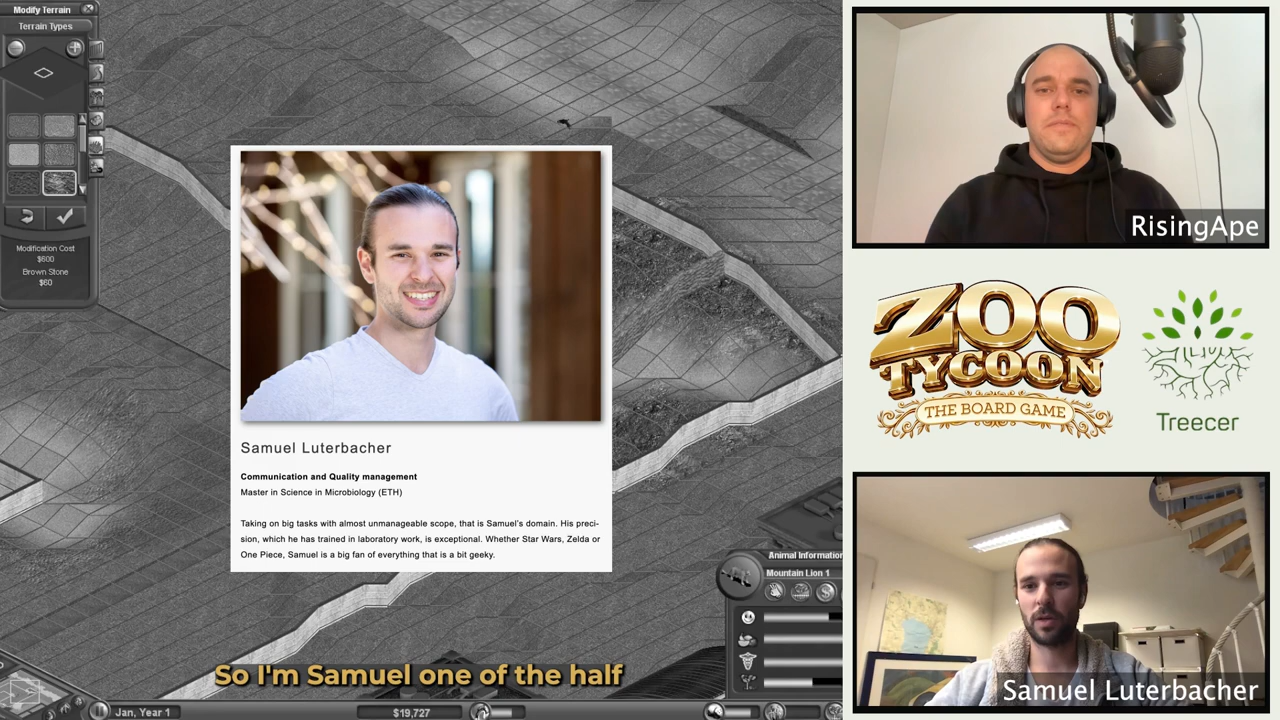 Modify Terrain
Terrain Types
Modification Cost
$600
Brown Stone
$60
Samuel Luterbacher
Communication and Quality management
Master in Science in Microbiology (ETH)
Taking on big tasks with almost unmanageable scope, that is Samuel's domain. His preci-
sion, which he has trained in laboratory work, is exceptional. Whether Star Wars, Zelda or
One Piece, Samuel is a big fan of everything that is a bit geeky.
Animal Information
Mountain Lion 1
So I'm Samuel one of the half
Jan, Year 1
$19,727
RisingApe
ZOO
TYCOON
THE BOARD GAME
Treecer
Samuel Luterbacher